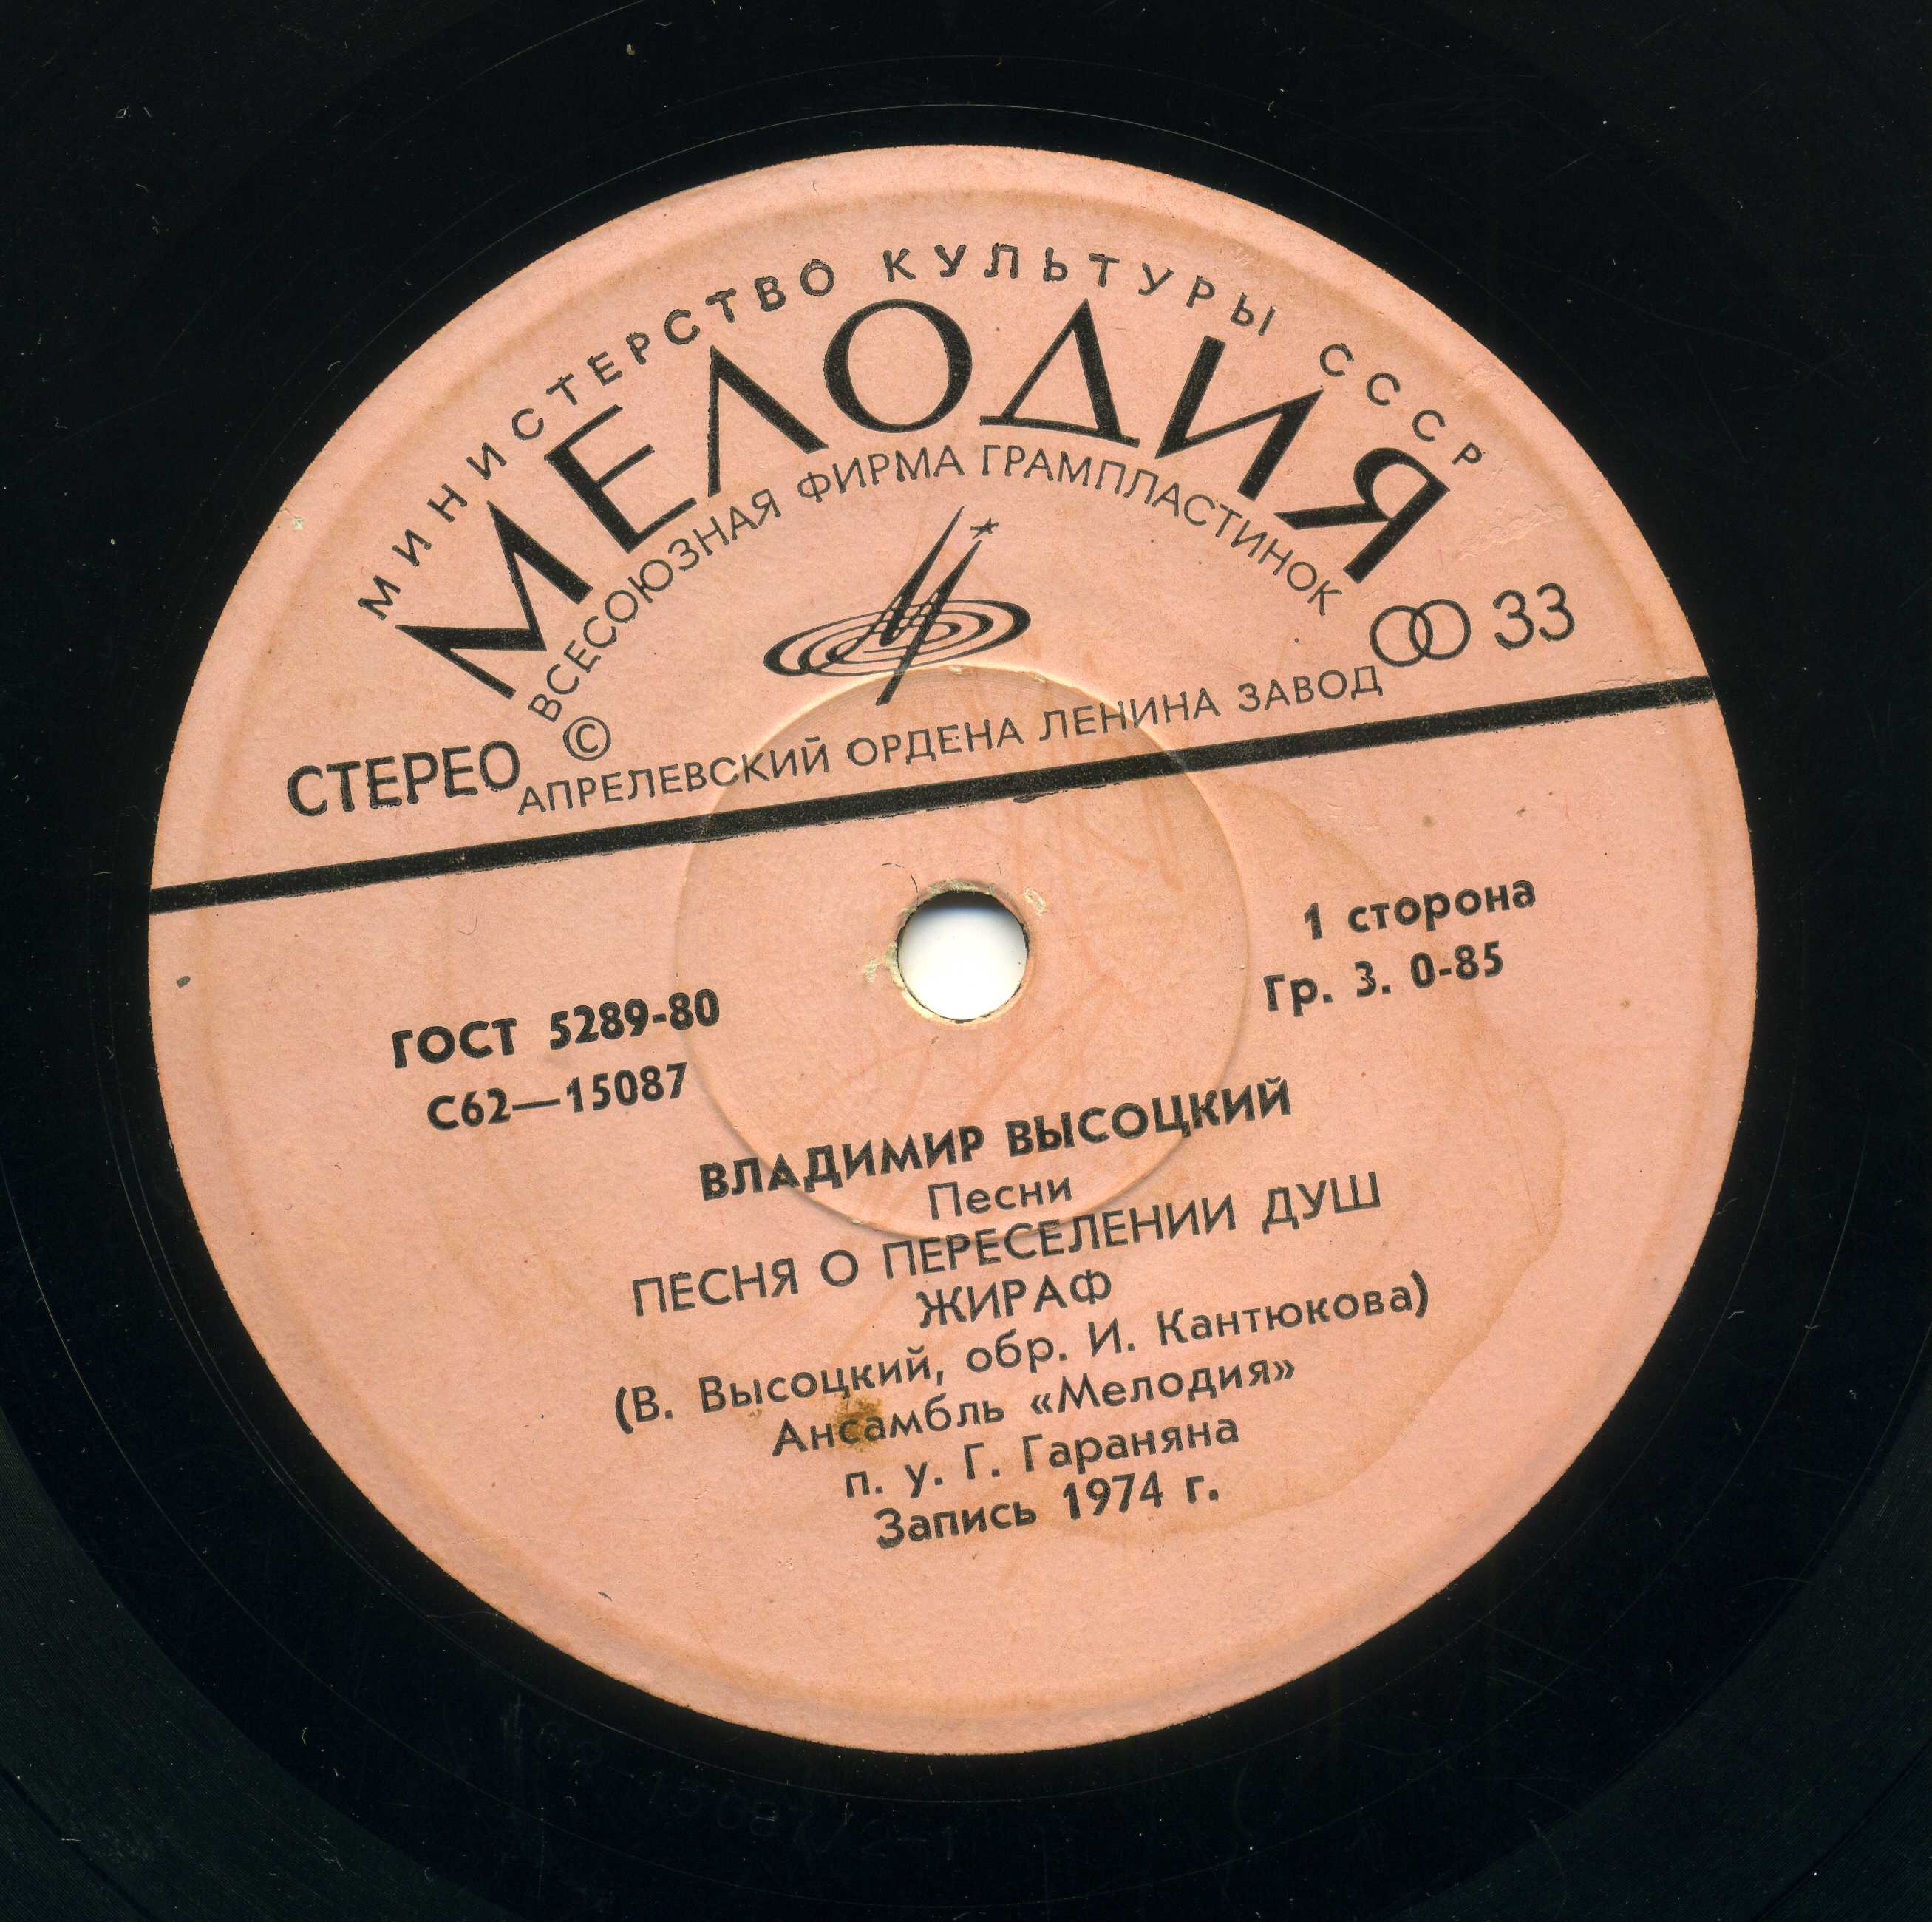 МИНИСТЕРСТВО КУЛЬТУРЫ СССР
МЕЛОДИЯ
ВСЕСОЮЗНАЯ ФИРМА ГРАМПЛАСТИНОК
33
СТЕРЕО ©
АПРЕЛЕВСКИЙ ОРДЕНА ЛЕНИНА ЗАВОД
1 сторона
Гр. 3. 0-85
ГОСТ 5289-80
С62—15087
ВЛАДИМИР ВЫСОЦКИЙ
Песни
ПЕСНЯ О ПЕРЕСЕЛЕНИИ ДУШ
ЖИРАФ
(В. Высоцкий, обр. И. Кантюкова)
Ансамбль «Мелодия»
п. у. Г. Гараняна
Запись 1974 г.